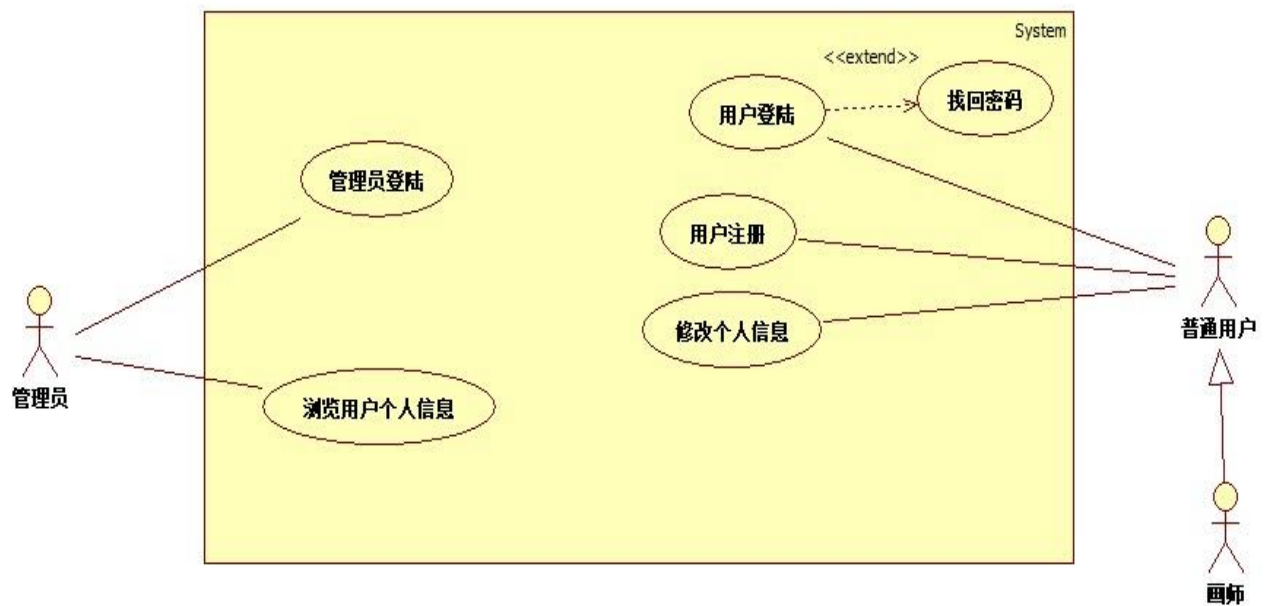 System
<<extend>>
用户登陆
找回密码
管理员登陆
用户注册
修改个人信息
普通用户
管理员
浏览用户个人信息
画师